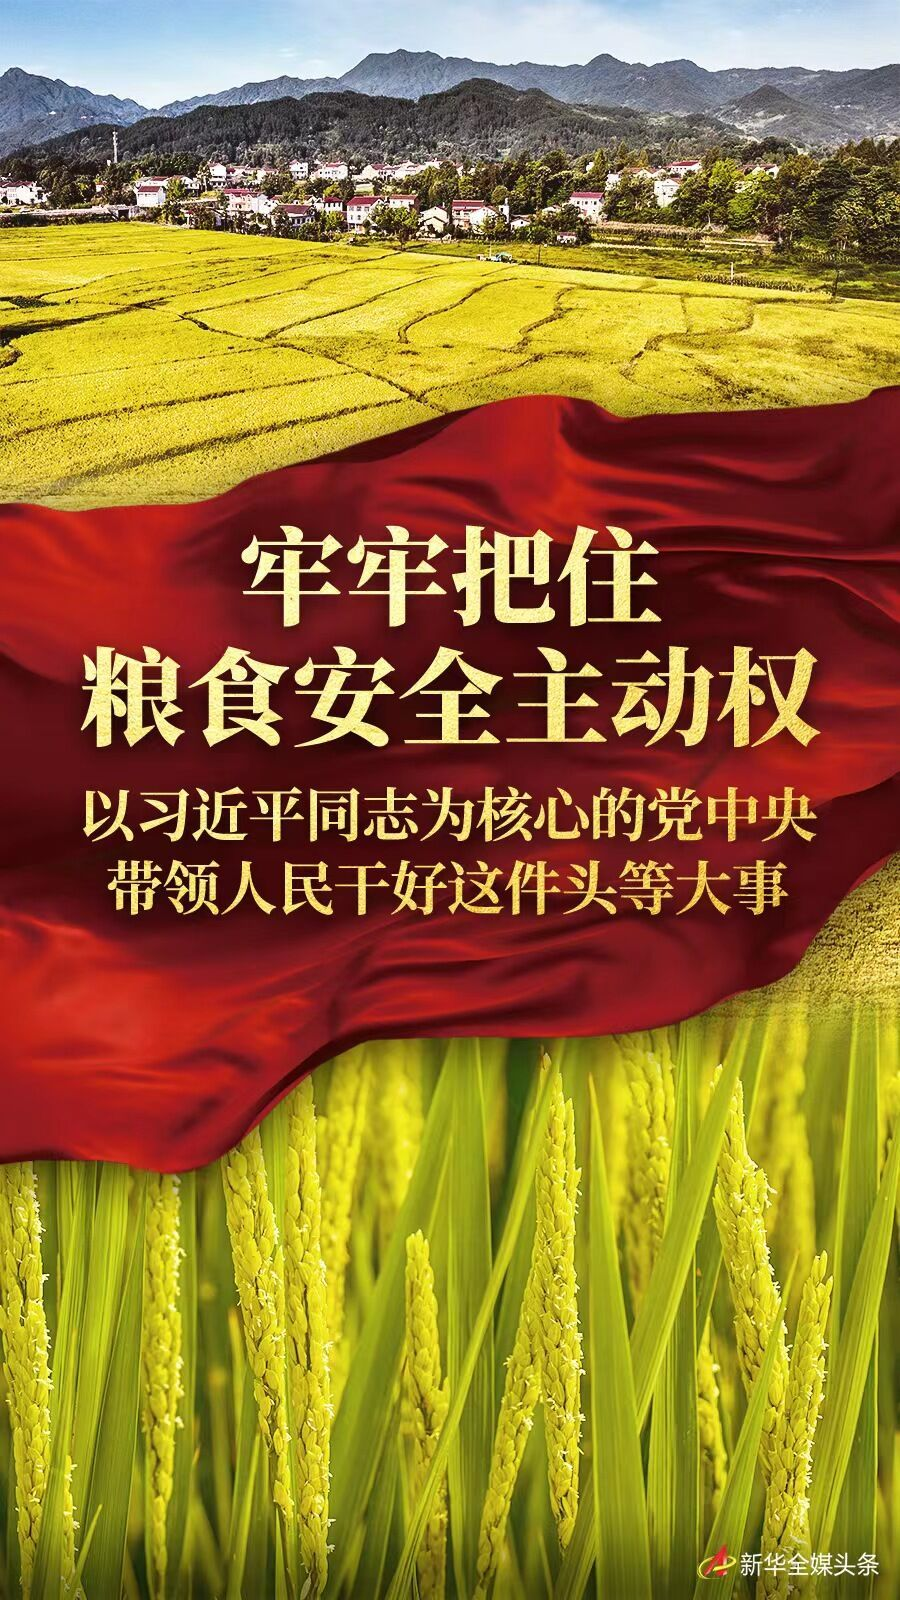 牢牢把住
粮食安全主动权
以习近平同志为核心的党中央
带领人民干好这件头等大事
新华全媒头条